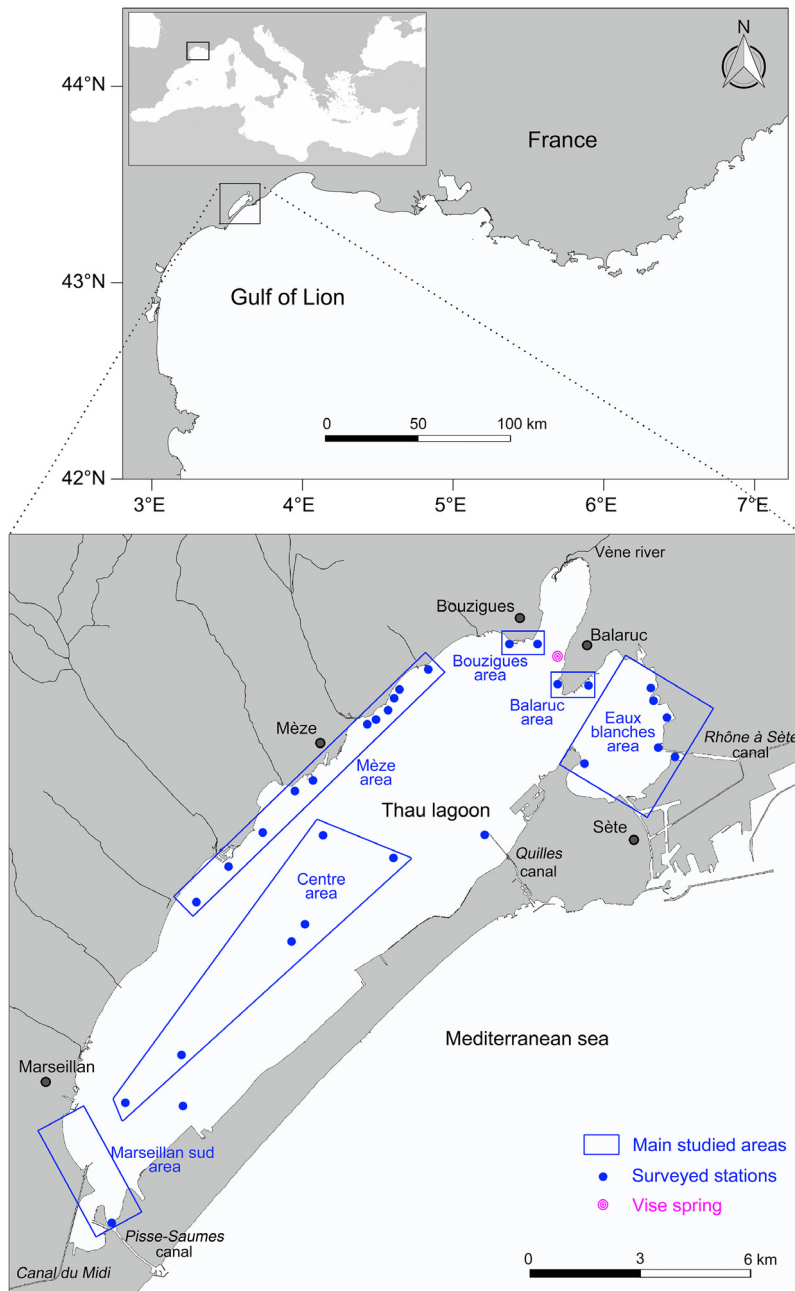 N
44°N
France
43°N
Gulf of Lion
0 50 100 km
42°N
3°E 4°E 5°E 6°E 7°E
Vène river
Bouzigues
Balaruc
Bouzigues
area
Balaruc
area
Eaux
blanches
area
Rhône à Sète
canal
Mèze
Mèze
area
Thau lagoon
Sète
Quilles
canal
Centre
area
Mediterranean sea
Marseillan
Marseillan sud
area
Main studied areas
Surveyed stations
Vise spring
Pisse-Saumes
canal
Canal du Midi
0 3 6 km